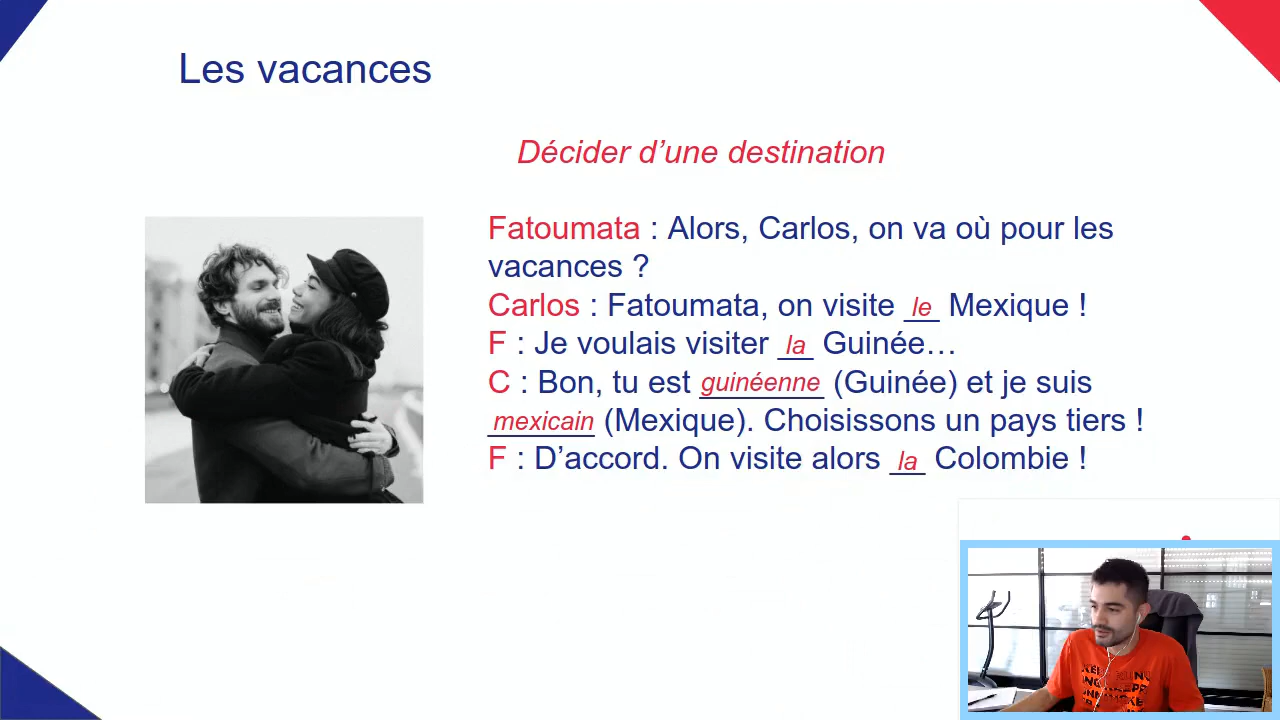 Les vacances
Décider d’une destination
Fatoumata : Alors, Carlos, on va où pour les
vacances ?
Carlos : Fatoumata, on visite le Mexique !
F : Je voulais visiter la Guinée…
C : Bon, tu est guinéenne (Guinée) et je suis
mexicain (Mexique). Choisissons un pays tiers !
F : D’accord. On visite alors la Colombie !